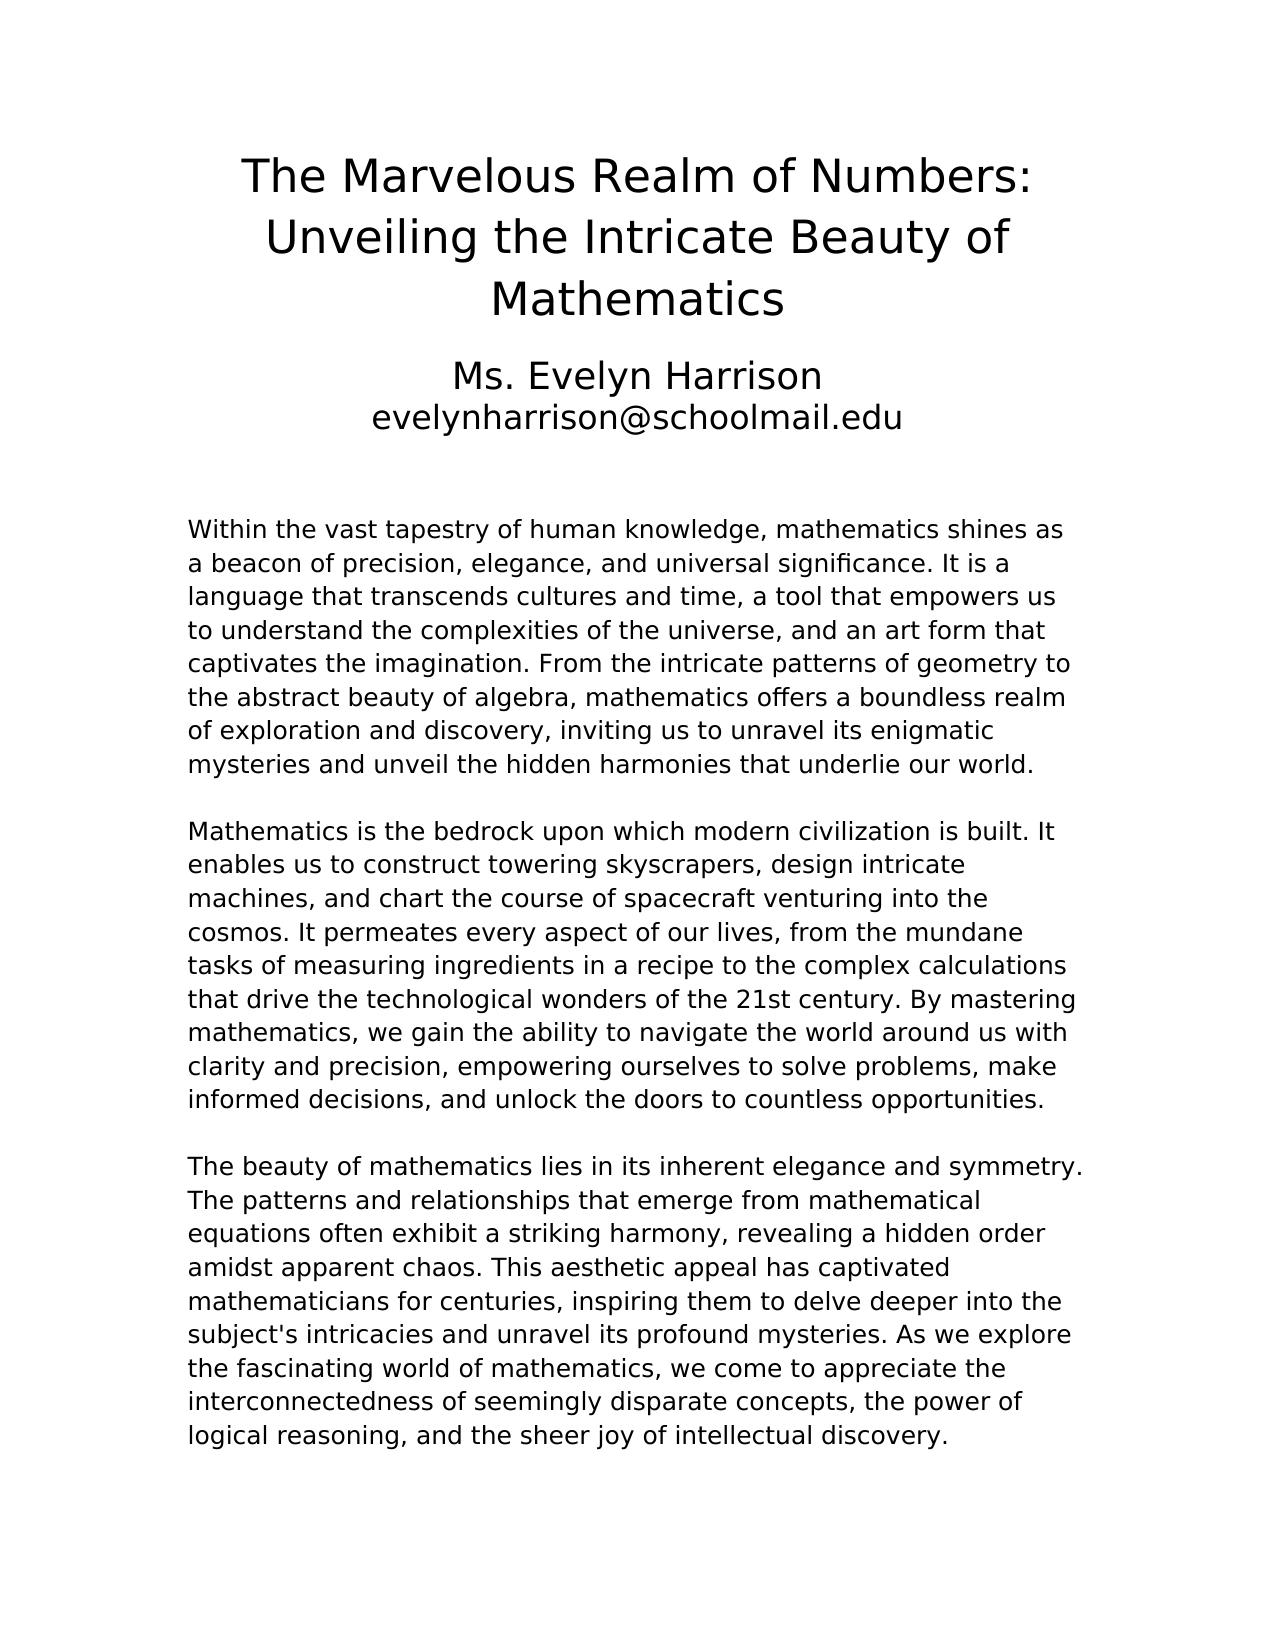 The Marvelous Realm of Numbers:
Unveiling the Intricate Beauty of
Mathematics
Ms. Evelyn Harrison
evelynharrison@schoolmail.edu
Within the vast tapestry of human knowledge, mathematics shines as
a beacon of precision, elegance, and universal significance. It is a
language that transcends cultures and time, a tool that empowers us
to understand the complexities of the universe, and an art form that
captivates the imagination. From the intricate patterns of geometry to
the abstract beauty of algebra, mathematics offers a boundless realm
of exploration and discovery, inviting us to unravel its enigmatic
mysteries and unveil the hidden harmonies that underlie our world.
Mathematics is the bedrock upon which modern civilization is built. It
enables us to construct towering skyscrapers, design intricate
machines, and chart the course of spacecraft venturing into the
cosmos. It permeates every aspect of our lives, from the mundane
tasks of measuring ingredients in a recipe to the complex calculations
that drive the technological wonders of the 21st century. By mastering
mathematics, we gain the ability to navigate the world around us with
clarity and precision, empowering ourselves to solve problems, make
informed decisions, and unlock the doors to countless opportunities.
The beauty of mathematics lies in its inherent elegance and symmetry.
The patterns and relationships that emerge from mathematical
equations often exhibit a striking harmony, revealing a hidden order
amidst apparent chaos. This aesthetic appeal has captivated
mathematicians for centuries, inspiring them to delve deeper into the
subject's intricacies and unravel its profound mysteries. As we explore
the fascinating world of mathematics, we come to appreciate the
interconnectedness of seemingly disparate concepts, the power of
logical reasoning, and the sheer joy of intellectual discovery.